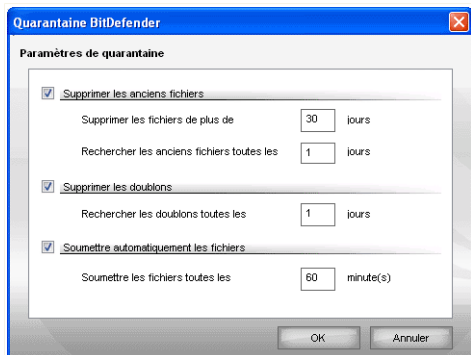 Quarantaine BitDefender
Paramètres de quarantaine
Supprimer les anciens fichiers
Supprimer les fichiers de plus de 30 jours
Rechercher les anciens fichiers toutes les 1 jours
Supprimer les doublons
Rechercher les doublons toutes les 1 jours
Soumettre automatiquement les fichiers
Soumettre les fichiers toutes les 60 minute(s)
OK Annuler